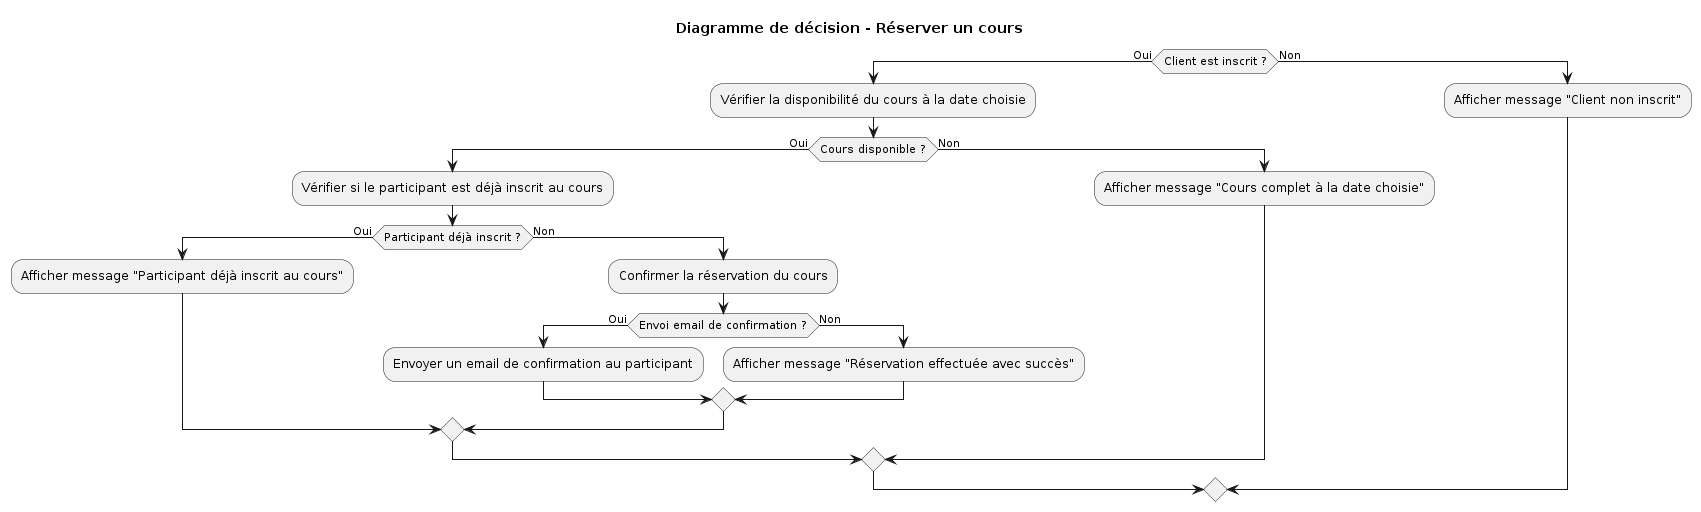 Diagramme de décision - Réserver un cours
Oui
Client est inscrit ?
Non
Vérifier la disponibilité du cours à la date choisie
Afficher message "Client non inscrit"
Oui
Cours disponible ?
Non
Vérifier si le participant est déjà inscrit au cours
Afficher message "Cours complet à la date choisie"
Oui
Participant déjà inscrit ?
Non
Afficher message "Participant déjà inscrit au cours"
Confirmer la réservation du cours
Oui
Envoi email de confirmation ?
Non
Envoyer un email de confirmation au participant
Afficher message "Réservation effectuée avec succès"